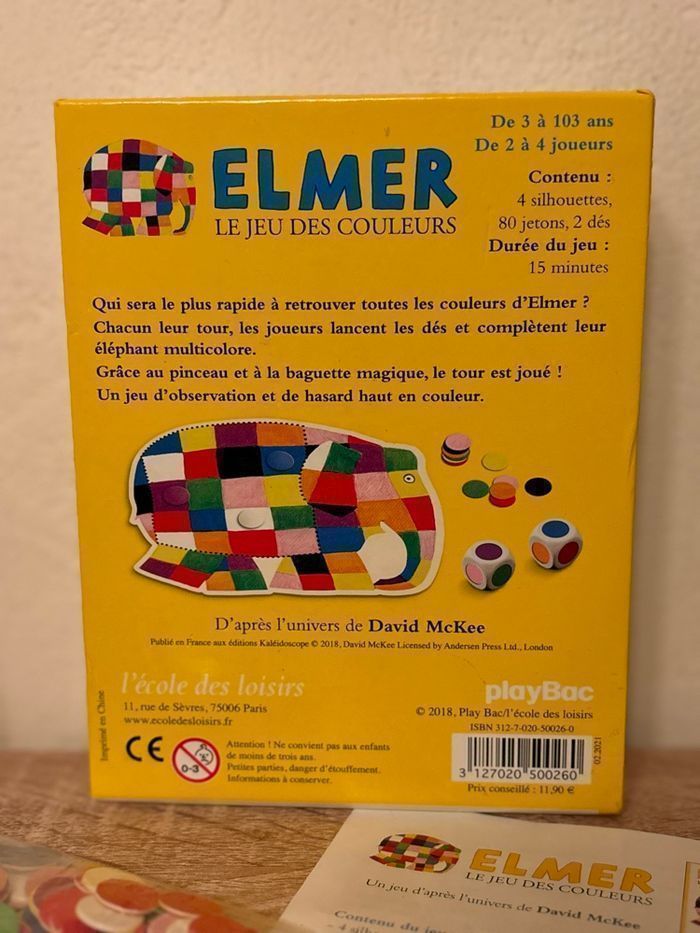 De 3 à 103 ans
De 2 à 4 joueurs
ELMER
LE JEU DES COULEURS
Contenu :
4 silhouettes,
80 jetons, 2 dés
Durée du jeu :
15 minutes
Qui sera le plus rapide à retrouver toutes les couleurs d'Elmer ?
Chacun leur tour, les joueurs lancent les dés et complètent leur
éléphant multicolore.
Grâce au pinceau et à la baguette magique, le tour est joué !
Un jeu d'observation et de hasard haut en couleur.
D'après l'univers de David McKee
Publié en France aux éditions Kaléidoscope © 2018, David McKee Licensed by Andersen Press Ltd., London
l'école des loisirs
11, rue de Sèvres, 75006 Paris
www.ecoledesloisirs.fr
playBac
© 2018, Play Bac/l'école des loisirs
ISBN 312-7-020-50026-0
Imprimé en Chine
CE
0-3
Attention ! Ne convient pas aux enfants
de moins de trois ans.
Petites parties, danger d'étouffement.
Informations à conserver.
3 127020 500260
02.2021
Prix conseillé : 11,90 €
ELMER
LE JEU DES COULEURS
Un jeu d'après l'univers de David McKee
Contenu du jeu